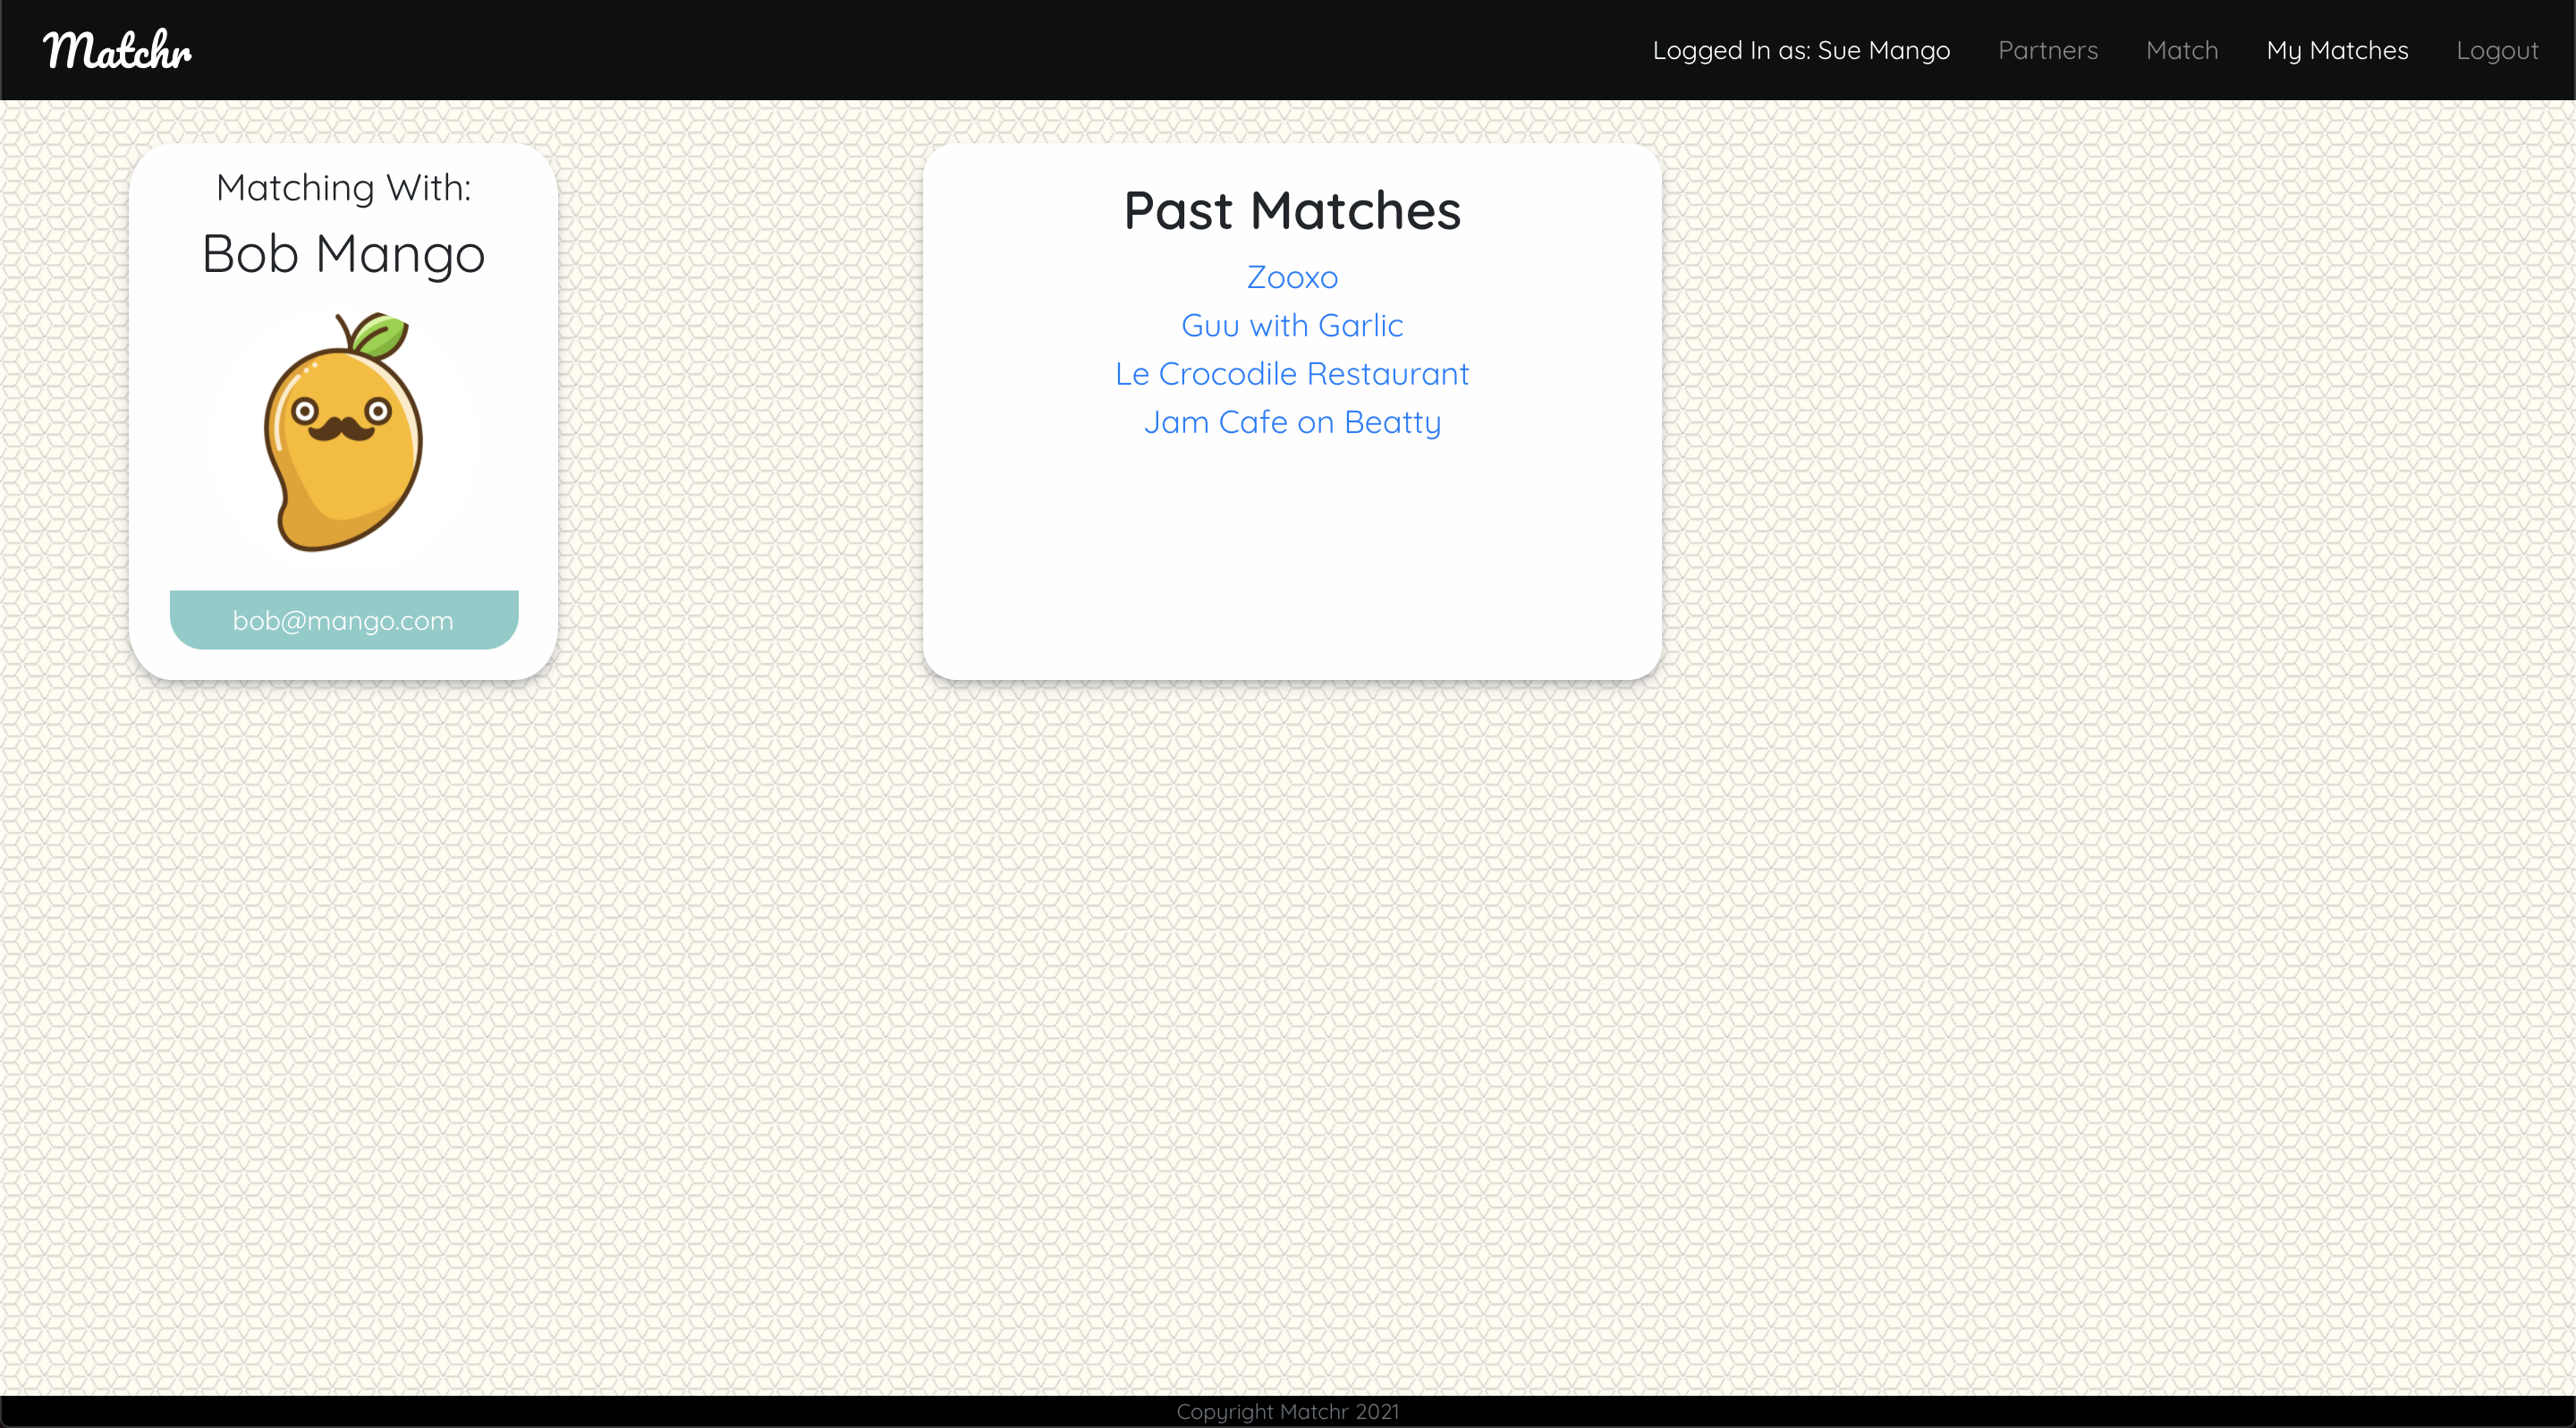 Matchr
Logged In as: Sue Mango Partners Match My Matches Logout
Matching With:
Bob Mango
bob@mango.com
Past Matches
Zooxo
Guu with Garlic
Le Crocodile Restaurant
Jam Cafe on Beatty
Copyright Matchr 2021